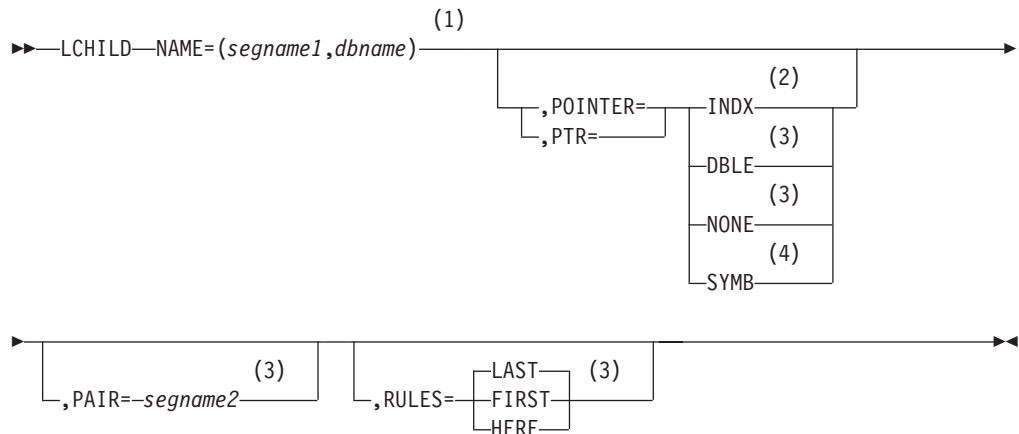 (1)
LCHILD NAME=(segname1,dbname)
(2)
,POINTER= INDX
,PTR= (3)
DBLE
(3)
NONE
(4)
SYMB
(3) LAST (3)
,PAIR=segname2 ,RULES= FIRST
HERE